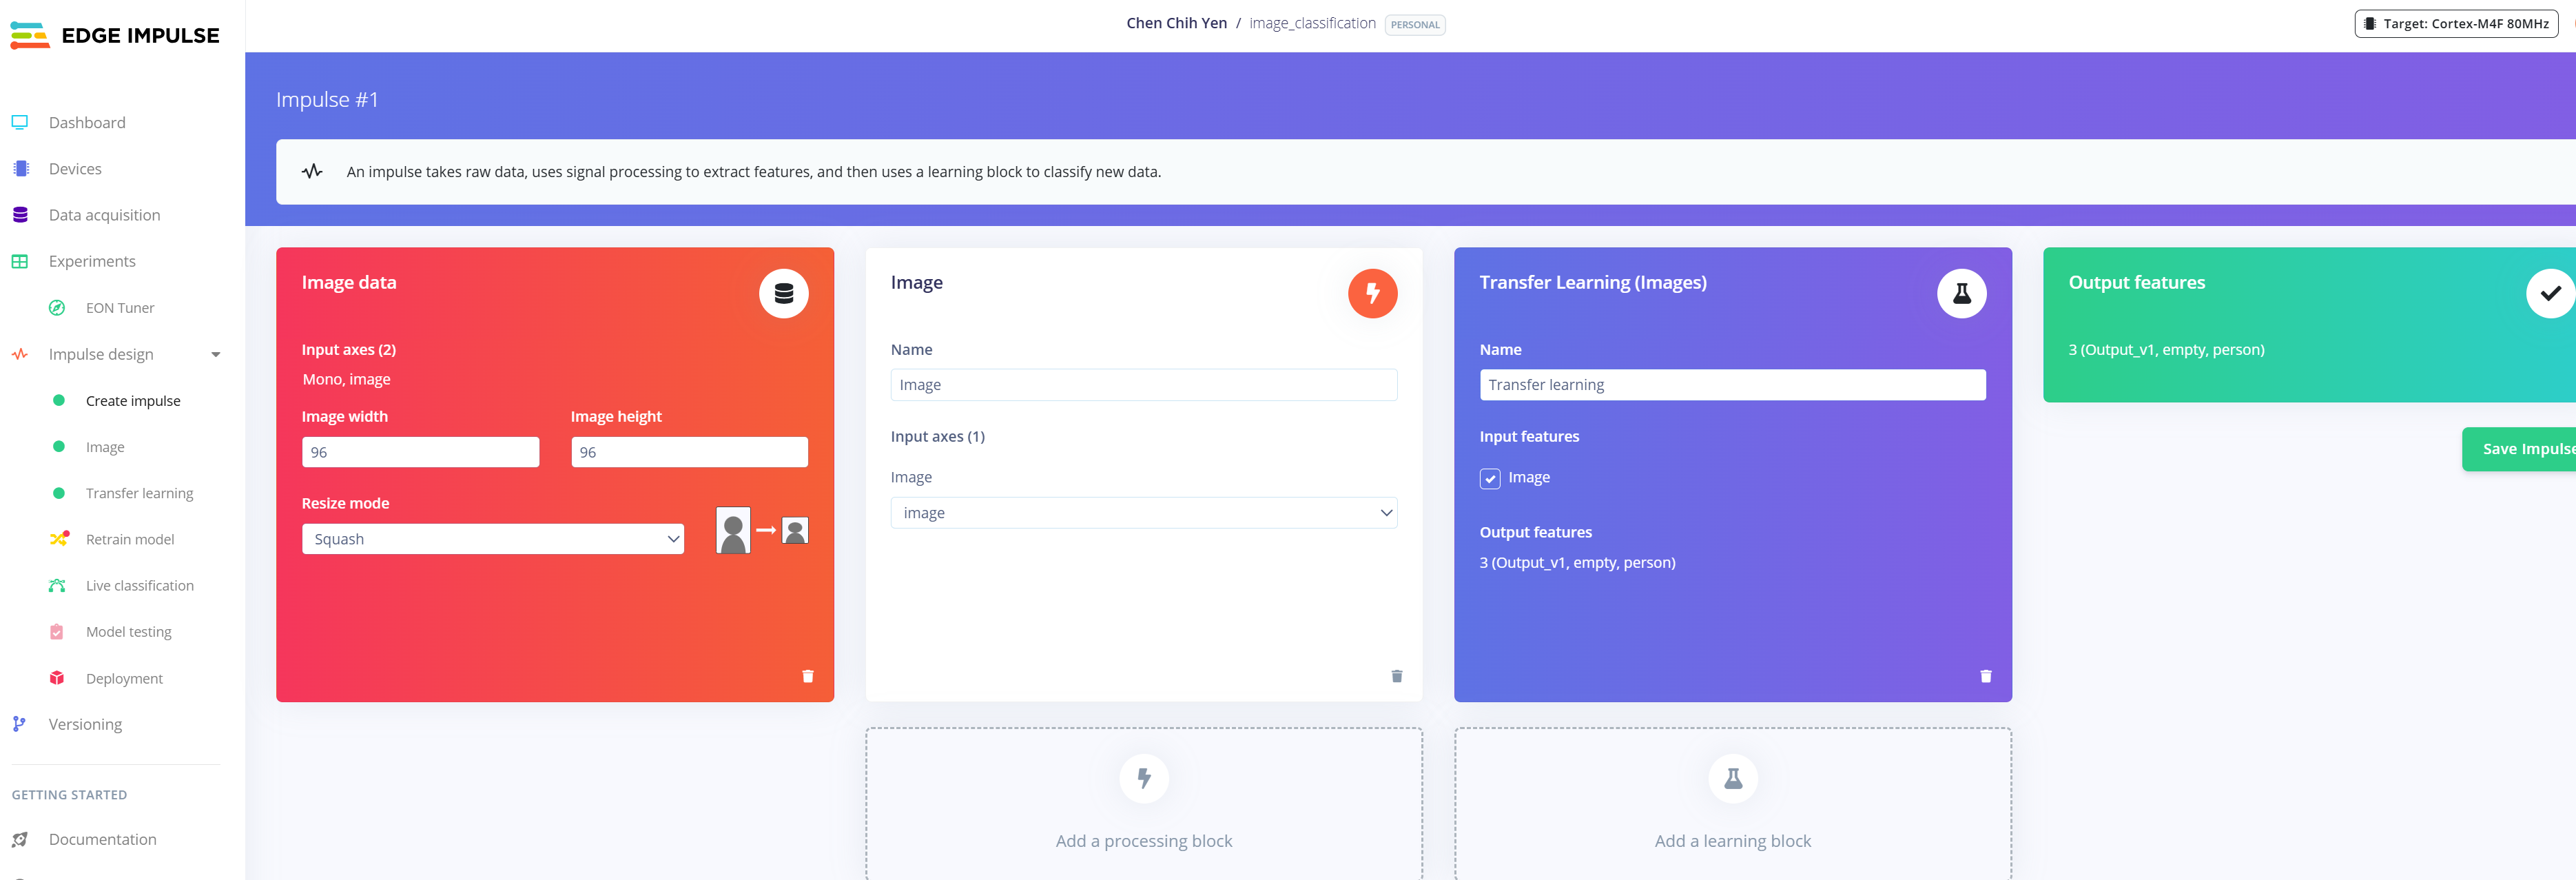 EDGE IMPULSE
Chen Chih Yen / image_classification PERSONAL
Target: Cortex-M4F 80MHz
Dashboard
Devices
Data acquisition
Experiments
EON Tuner
Impulse design
Create impulse
Image
Transfer learning
Retrain model
Live classification
Model testing
Deployment
Versioning
GETTING STARTED
Documentation
Impulse #1
An impulse takes raw data, uses signal processing to extract features, and then uses a learning block to classify new data.
Image data
Input axes (2)
Mono, image
Image width
Image height
96
96
Resize mode
Squash
Image
Name
Image
Input axes (1)
Image
image
Add a processing block
Transfer Learning (Images)
Name
Transfer learning
Input features
Image
Output features
3 (Output_v1, empty, person)
Add a learning block
Output features
3 (Output_v1, empty, person)
Save Impulse